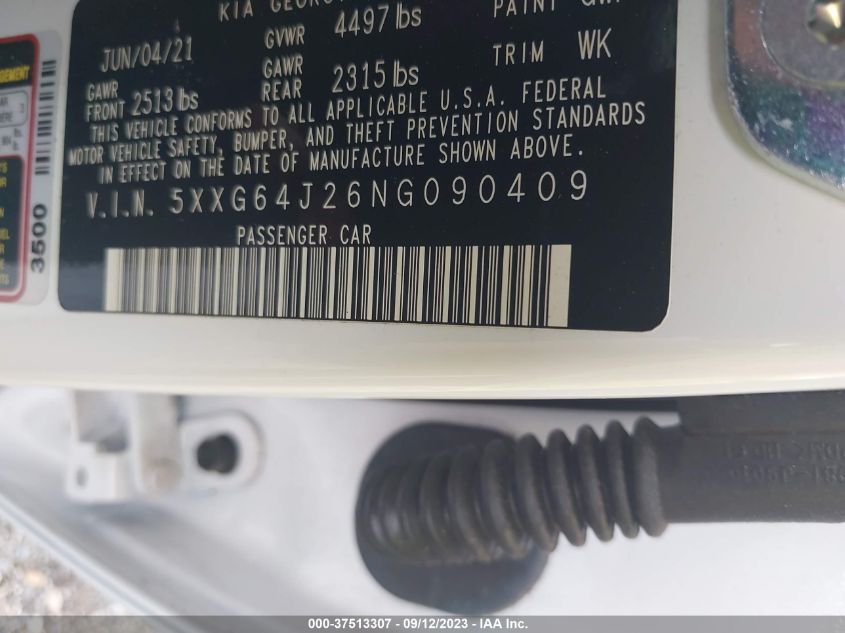 KIA
GVWR 4497 lbs
PAINT
JUN/04/21
GAWR FRONT 2513 lbs
GAWR REAR 2315 lbs
TRIM WK
THIS VEHICLE CONFORMS TO ALL APPLICABLE U.S.A. FEDERAL
MOTOR VEHICLE SAFETY, BUMPER, AND THEFT PREVENTION STANDARDS
IN EFFECT ON THE DATE OF MANUFACTURE SHOWN ABOVE.
V.I.N. 5XXG64J26NG090409
PASSENGER CAR
3500
000-37513307 - 09/12/2023 - IAA Inc.